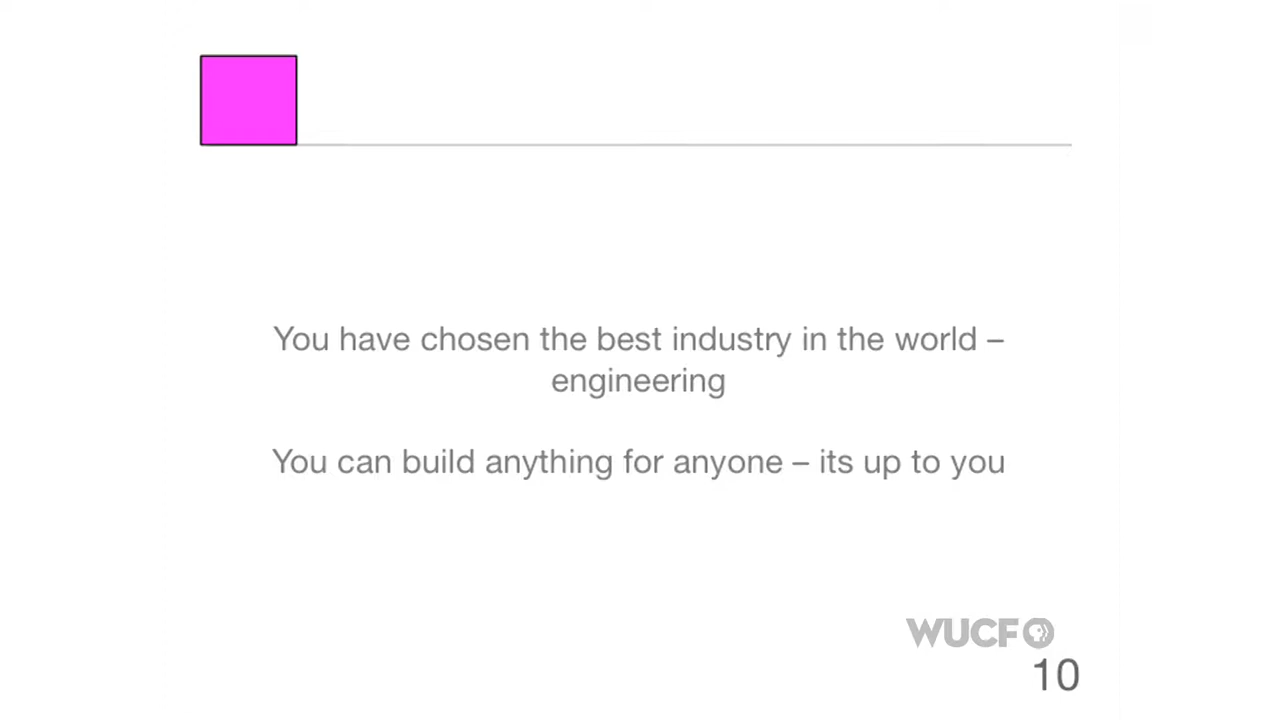 You have chosen the best industry in the world –
engineering
You can build anything for anyone – its up to you
WUCF
10